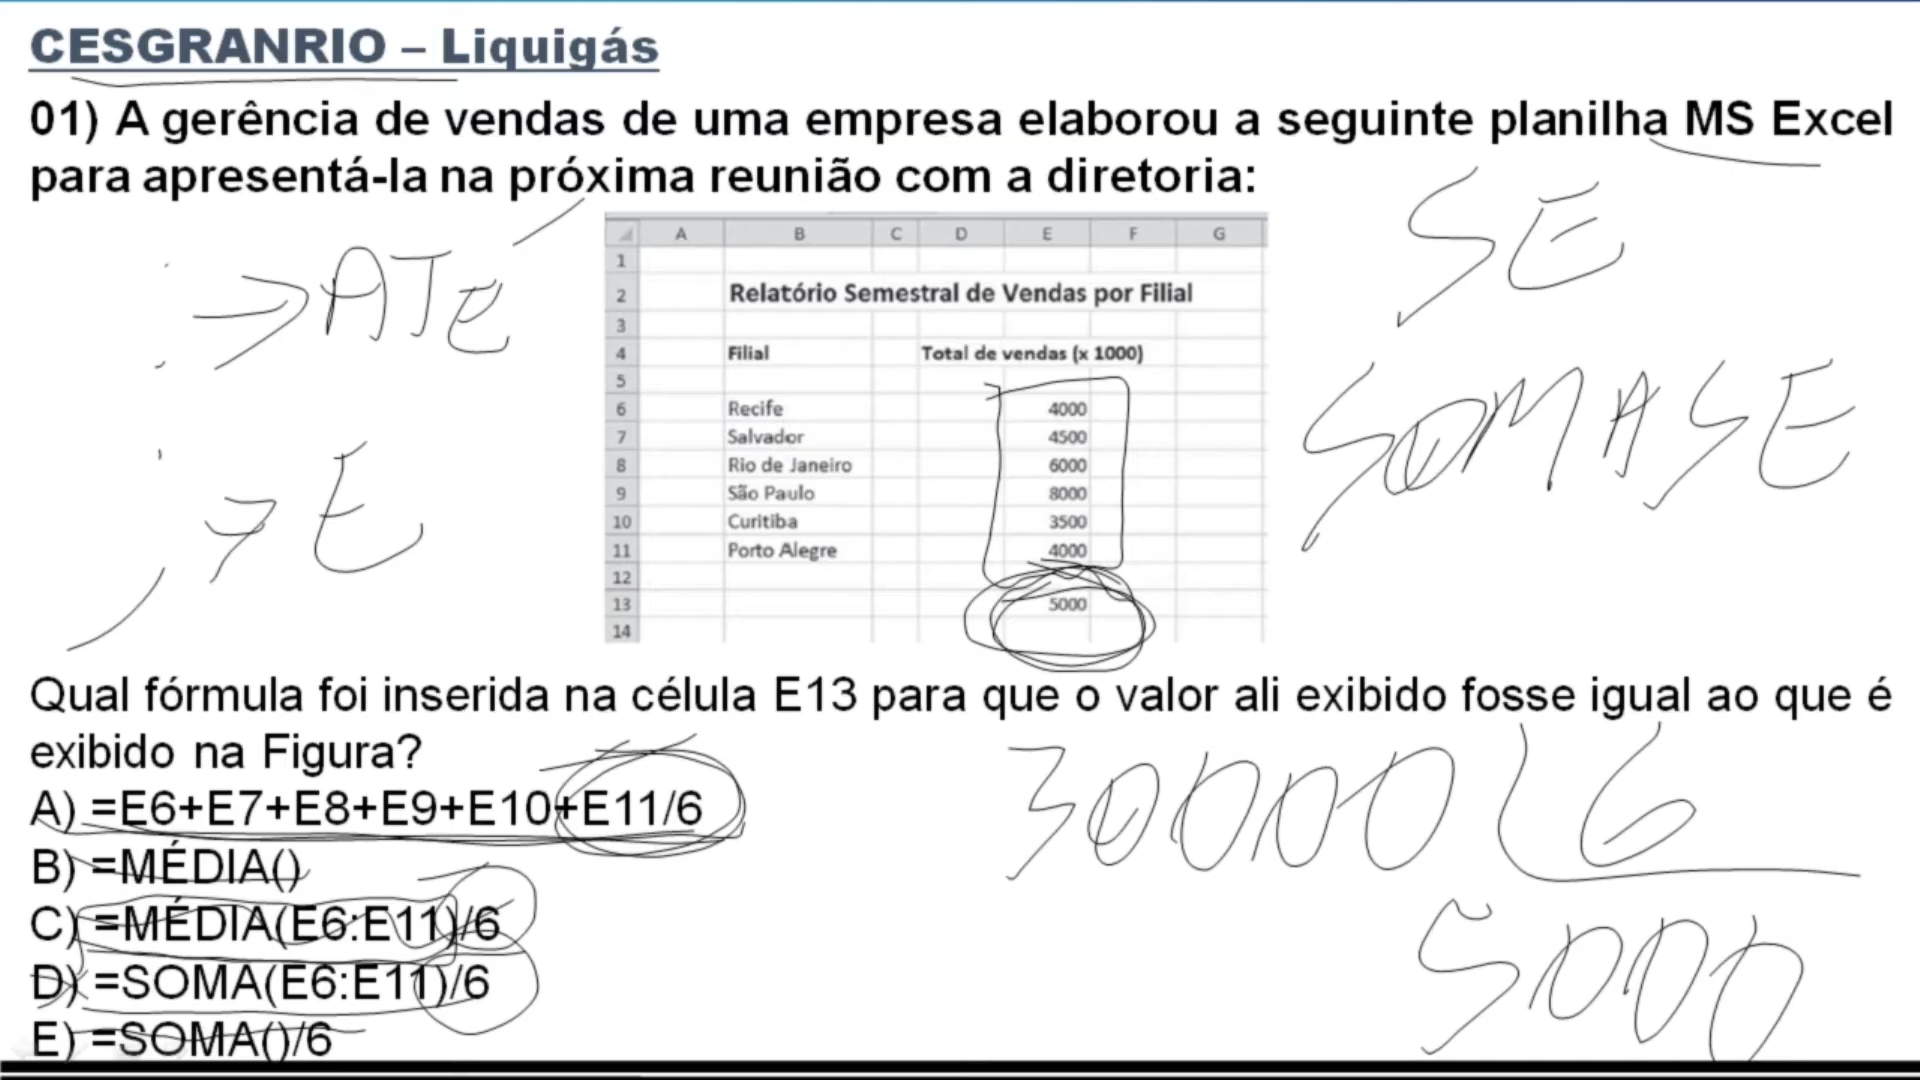 CESGRANRIO – Liquigás
01) A gerência de vendas de uma empresa elaborou a seguinte planilha MS Excel
para apresentá-la na próxima reunião com a diretoria:
SE
→ATE
SOMASE
→ E
A B C D E F G
1
2 Relatório Semestral de Vendas por Filial
3
4 Filial Total de vendas (x 1000)
5
6 Recife 4000
7 Salvador 4500
8 Rio de Janeiro 6000
9 São Paulo 8000
10 Curitiba 3500
11 Porto Alegre 4000
12
13 5000
14
Qual fórmula foi inserida na célula E13 para que o valor ali exibido fosse igual ao que é
exibido na Figura?
A) =E6+E7+E8+E9+E10+E11/6
B) =MÉDIA()
C) =MÉDIA(E6:E11)/6
D) =SOMA(E6:E11)/6
E) =SOMA()/6
30000 6
5000